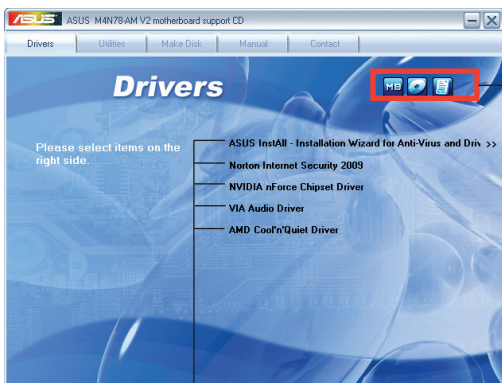 ASUS ASUS M4N78-AM V2 motherboard support CD
Drivers Utilities Make Disk Manual Contact
Drivers
MB
Please select items on the
right side.
ASUS InstAll - Installation Wizard for Anti-Virus and Driv >>
Norton Internet Security 2009
NVIDIA nForce Chipset Driver
VIA Audio Driver
AMD Cool'n'Quiet Driver